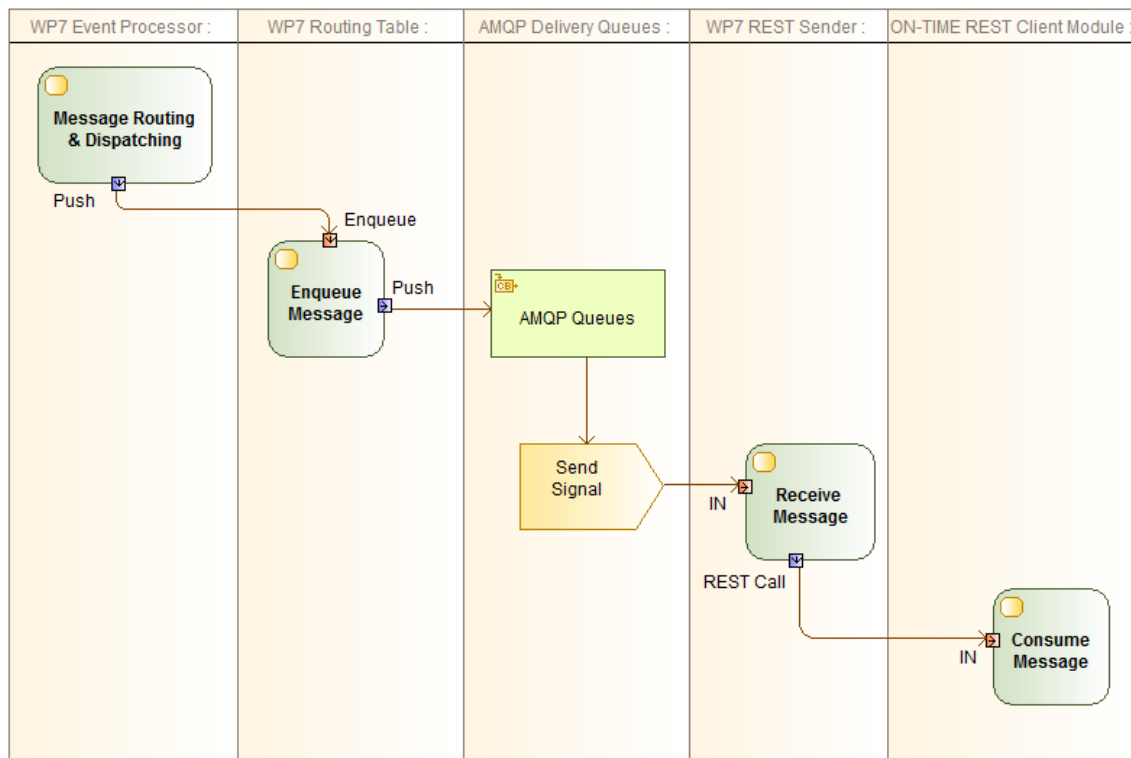 WP7 Event Processor :
WP7 Routing Table :
AMQP Delivery Queues :
WP7 REST Sender :
ON-TIME REST Client Module :
Message Routing
& Dispatching
Push
Enqueue
Enqueue
Message
Push
CB
AMQP Queues
Send
Signal
IN
Receive
Message
REST Call
IN
Consume
Message